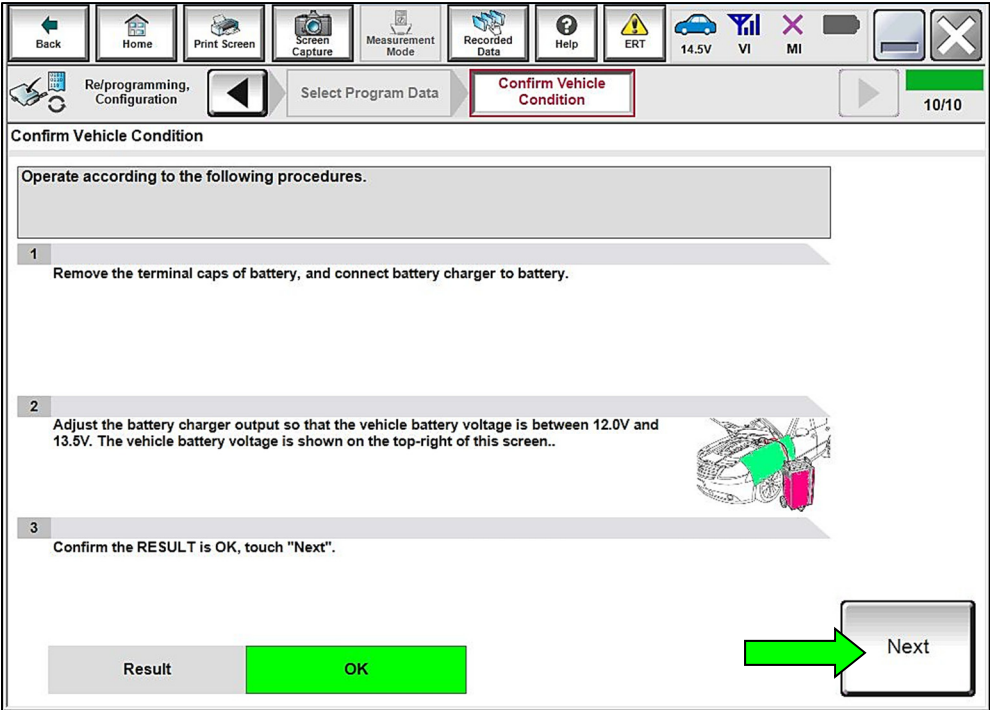 Back
Home
Print Screen
Screen
Capture
Measurement
Mode
Recorded
Data
Help
ERT
14.5V
VI
MI
Re/programming,
Configuration
Select Program Data
Confirm Vehicle
Condition
10/10
Confirm Vehicle Condition
Operate according to the following procedures.
1
Remove the terminal caps of battery, and connect battery charger to battery.
2
Adjust the battery charger output so that the vehicle battery voltage is between 12.0V and
13.5V. The vehicle battery voltage is shown on the top-right of this screen..
3
Confirm the RESULT is OK, touch "Next".
Result
OK
Next